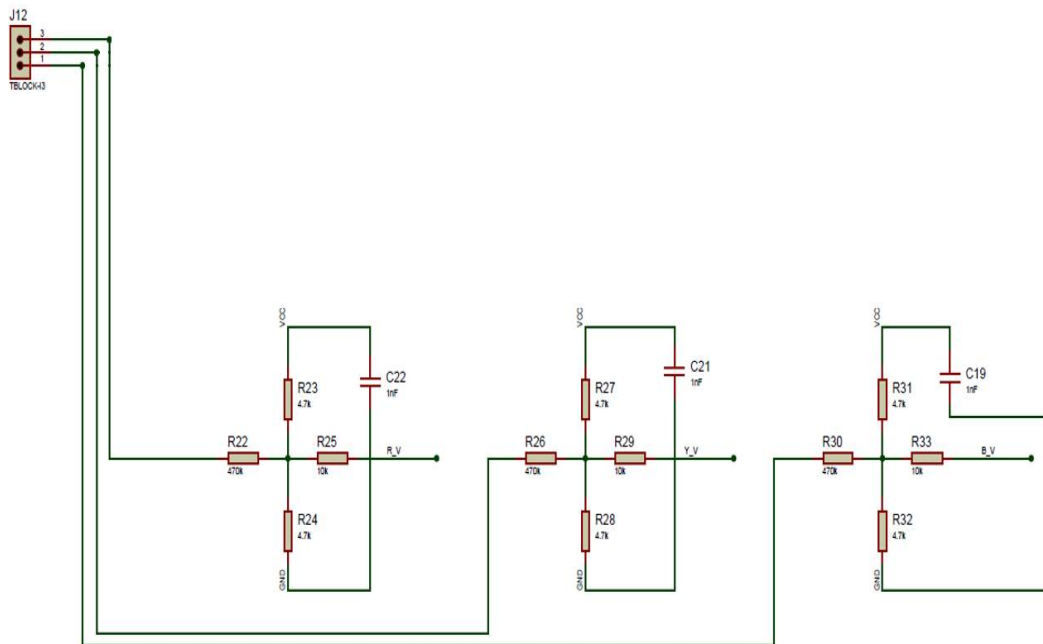 J12
3
2
1
TBLOCK-I3
VCC
C22
1nF
R23
4.7k
R22
470k
R25
10k
R_V
R24
4.7k
GND
VCC
C21
1nF
R27
4.7k
R26
470k
R29
10k
Y_V
R28
4.7k
GND
VCC
C19
1nF
R31
4.7k
R30
470k
R33
10k
B_V
R32
4.7k
GND